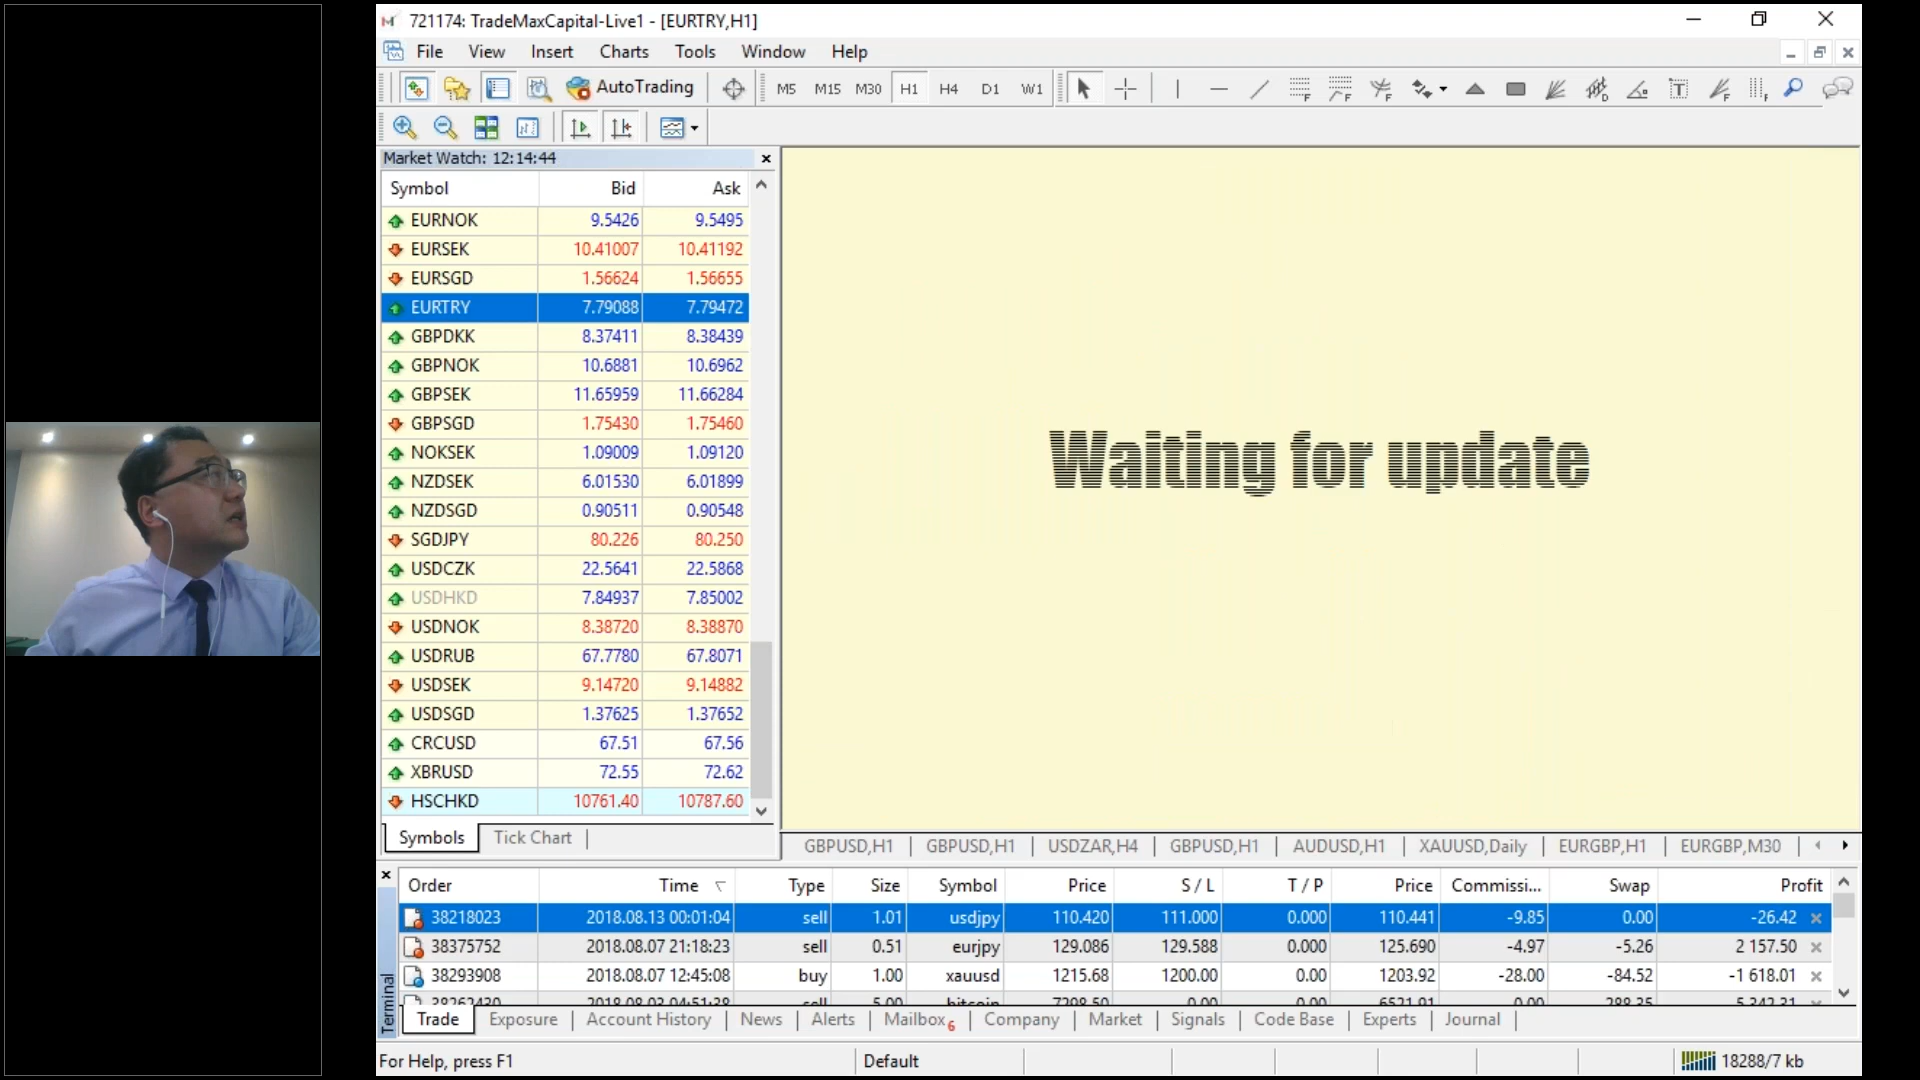 721174: TradeMaxCapital-Live1 - [EURTRY,H1]
File View Insert Charts Tools Window Help
AutoTrading M5 M15 M30 H1 H4 D1 W1
Market Watch: 12:14:44
Symbol Bid Ask
EURNOK 9.5426 9.5495
EURSEK 10.41007 10.41192
EURSGD 1.56624 1.56655
EURTRY 7.79088 7.79472
GBPDKK 8.37411 8.38439
GBPNOK 10.6881 10.6962
GBPSEK 11.65959 11.66284
GBPSGD 1.75430 1.75460
NOKSEK 1.09009 1.09120
NZDSEK 6.01530 6.01899
NZDSGD 0.90511 0.90548
SGDJPY 80.226 80.250
USDCZK 22.5641 22.5868
USDHKD 7.84937 7.85002
USDNOK 8.38720 8.38870
USDRUB 67.7780 67.8071
USDSEK 9.14720 9.14882
USDSGD 1.37625 1.37652
CRCUSD 67.51 67.56
XBRUSD 72.55 72.62
HSCHKD 10761.40 10787.60
Symbols Tick Chart
Waiting for update
GBPUSD,H1 GBPUSD,H1 USDZAR,H4 GBPUSD,H1 AUDUSD,H1 XAUUSD,Daily EURGBP,H1 EURGBP,M30
Order Time Type Size Symbol Price S / L T / P Price Commissi... Swap Profit
38218023 2018.08.13 00:01:04 sell 1.01 usdjpy 110.420 111.000 0.000 110.441 -9.85 0.00 -26.42
38375752 2018.08.07 21:18:23 sell 0.51 eurjpy 129.086 129.588 0.000 125.690 -4.97 -5.26 2 157.50
38293908 2018.08.07 12:45:08 buy 1.00 xauusd 1215.68 1200.00 0.00 1203.92 -28.00 -84.52 -1 618.01
Terminal
Trade Exposure Account History News Alerts Mailbox 6 Company Market Signals Code Base Experts Journal
For Help, press F1 Default 18288/7 kb